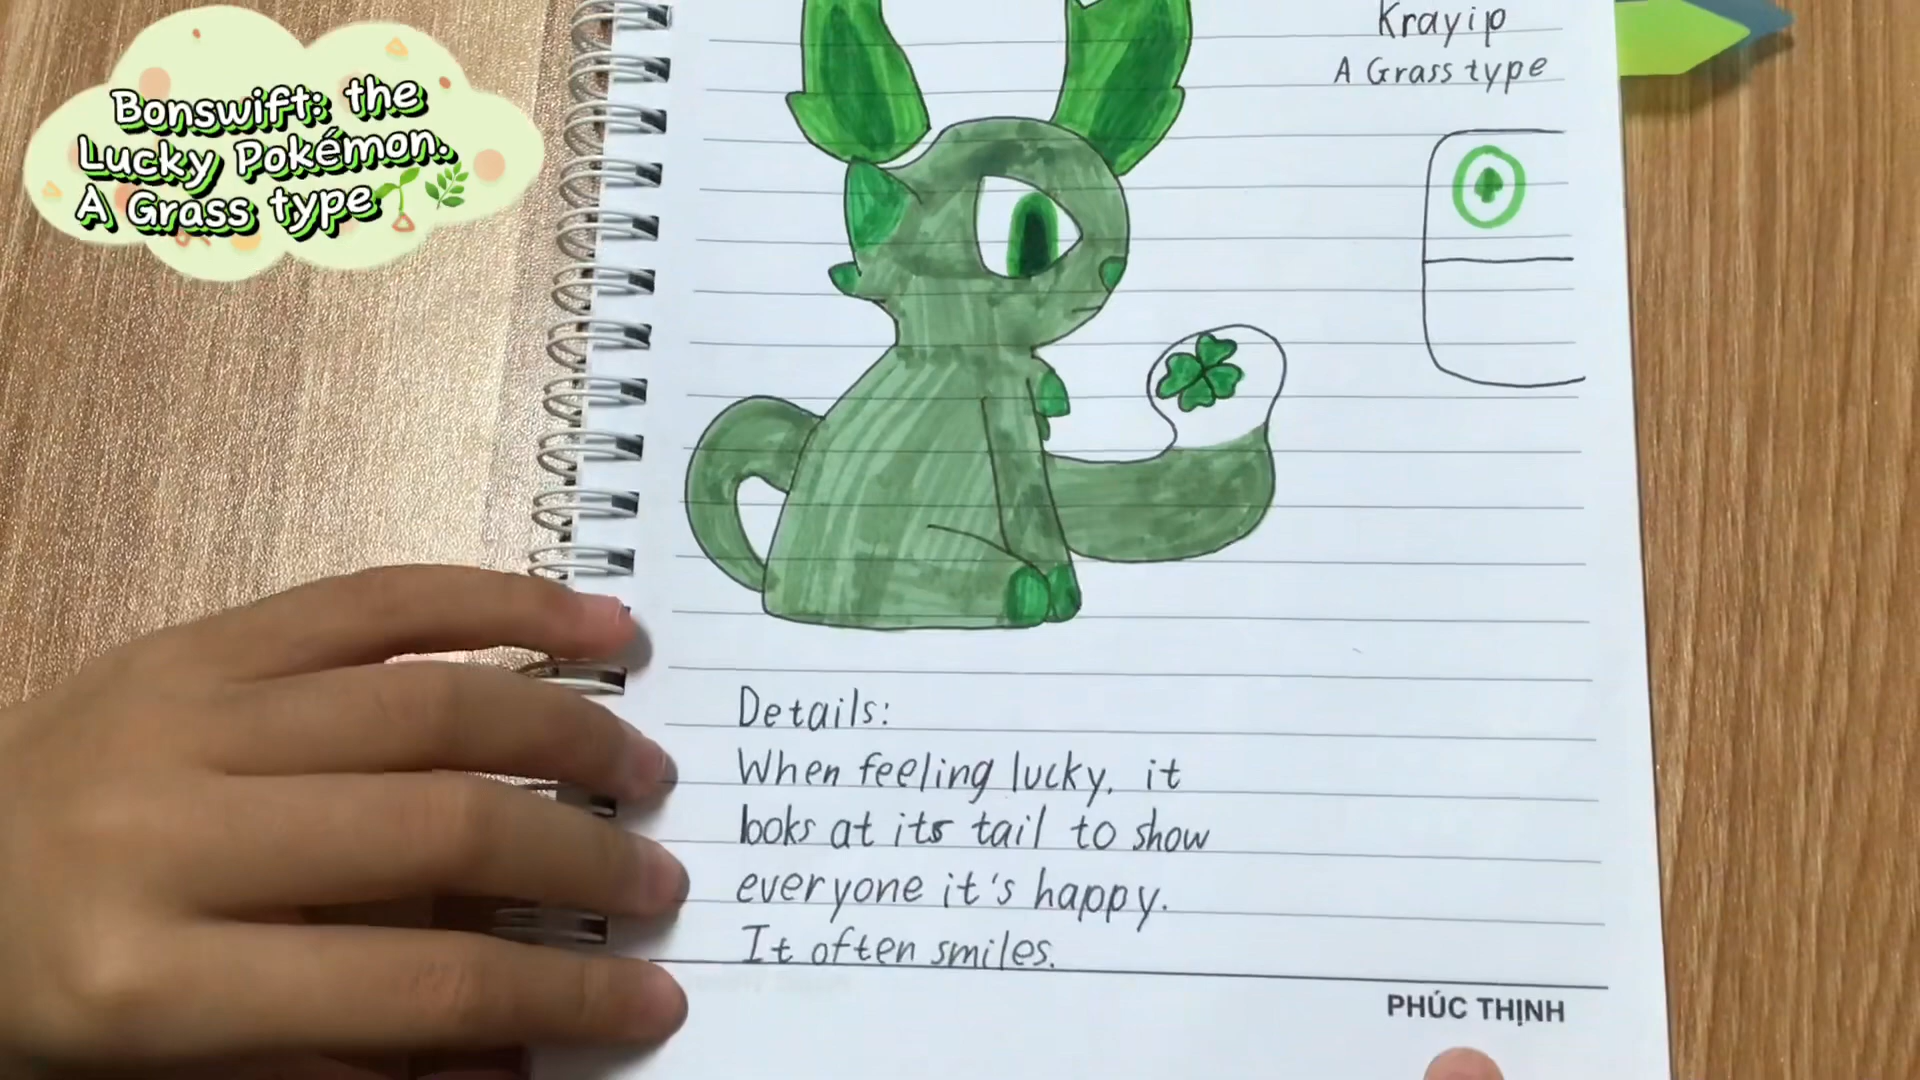 Bonswift: the
Lucky Pokémon.
A Grass type
Krayip
A Grass type
Details:
When feeling lucky, it
looks at its tail to show
everyone it's happy.
It often smiles.
PHÚC THỊNH